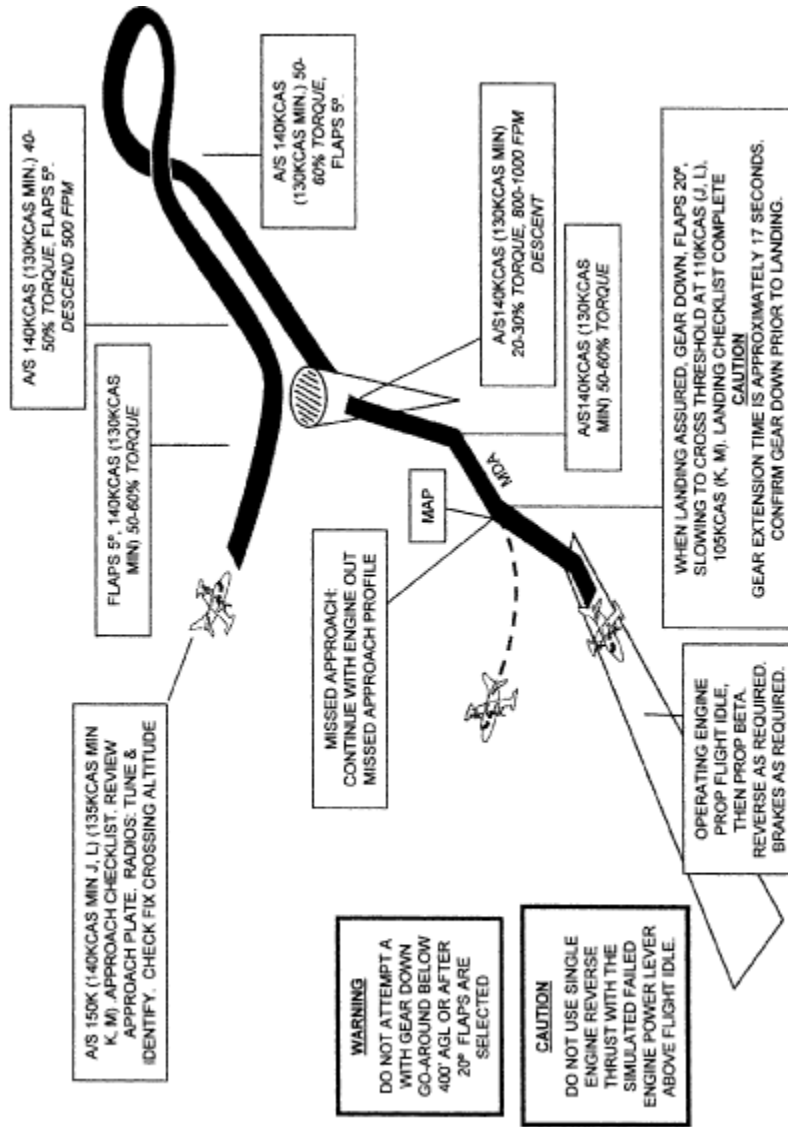 A/S 150K (140KCAS MIN J, L) (135KCAS MIN
K, M) .APPROACH CHECKLIST. REVIEW
APPROACH PLATE. RADIOS: TUNE &
IDENTIFY. CHECK FIX CROSSING ALTITUDE
FLAPS 5º, 140KCAS (130KCAS
MIN) 50-60% TORQUE
A/S 140KCAS (130KCAS MIN.) 40-
50% TORQUE, FLAPS 5º.
DESCEND 500 FPM
A/S 140KCAS
(130KCAS MIN.) 50-
60% TORQUE,
FLAPS 5º.
MISSED APPROACH:
CONTINUE WITH ENGINE OUT
MISSED APPROACH PROFILE
MAP
MDA
A/S140KCAS (130KCAS MIN)
20-30% TORQUE, 800-1000 FPM
DESCENT
A/S140KCAS (130KCAS
MIN) 50-60% TORQUE
WARNING
DO NOT ATTEMPT A
WITH GEAR DOWN
GO-AROUND BELOW
400' AGL OR AFTER
20º FLAPS ARE
SELECTED
CAUTION
DO NOT USE SINGLE
ENGINE REVERSE
THRUST WITH THE
SIMULATED FAILED
ENGINE POWER LEVER
ABOVE FLIGHT IDLE.
OPERATING ENGINE
PROP FLIGHT IDLE,
THEN PROP BETA.
REVERSE AS REQUIRED.
BRAKES AS REQUIRED.
WHEN LANDING ASSURED, GEAR DOWN, FLAPS 20º,
SLOWING TO CROSS THRESHOLD AT 110KCAS (J, L),
105KCAS (K, M). LANDING CHECKLIST COMPLETE
CAUTION
GEAR EXTENSION TIME IS APPROXIMATELY 17 SECONDS.
CONFIRM GEAR DOWN PRIOR TO LANDING.